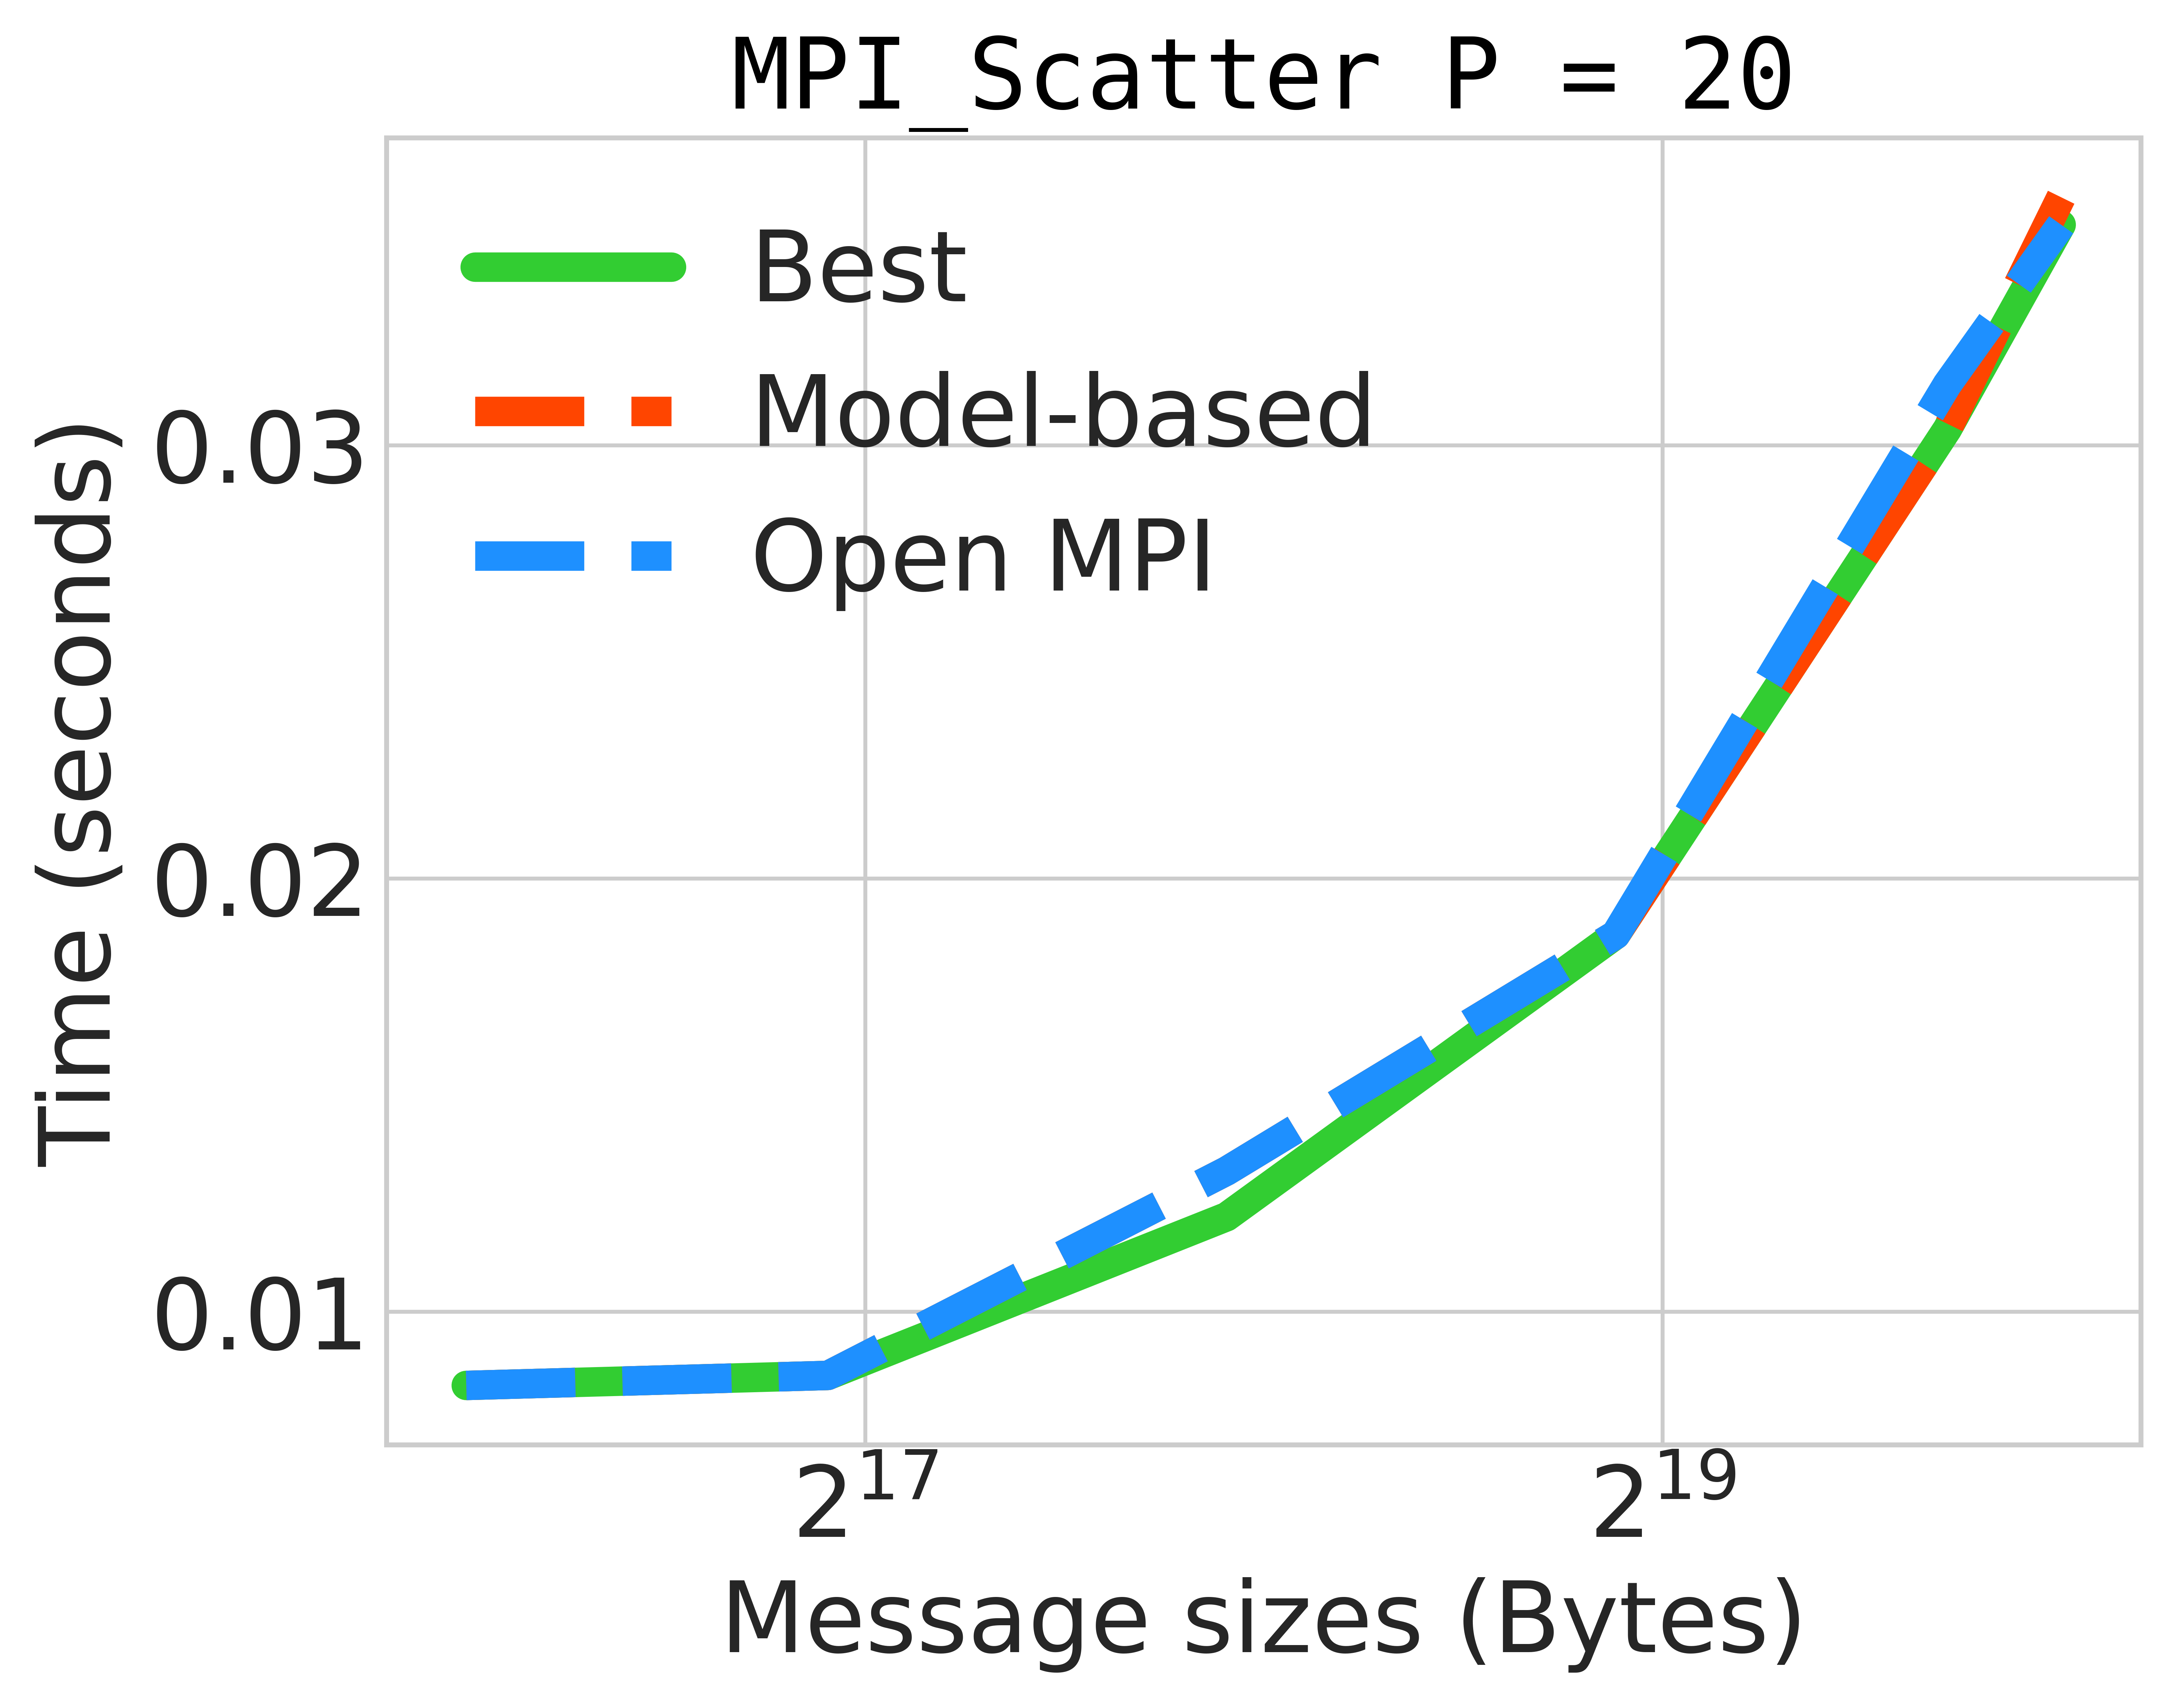 MPI_Scatter P = 20
Best
Model-based
Open MPI
Time (seconds)
0.03
0.02
0.01
2^17
2^19
Message sizes (Bytes)